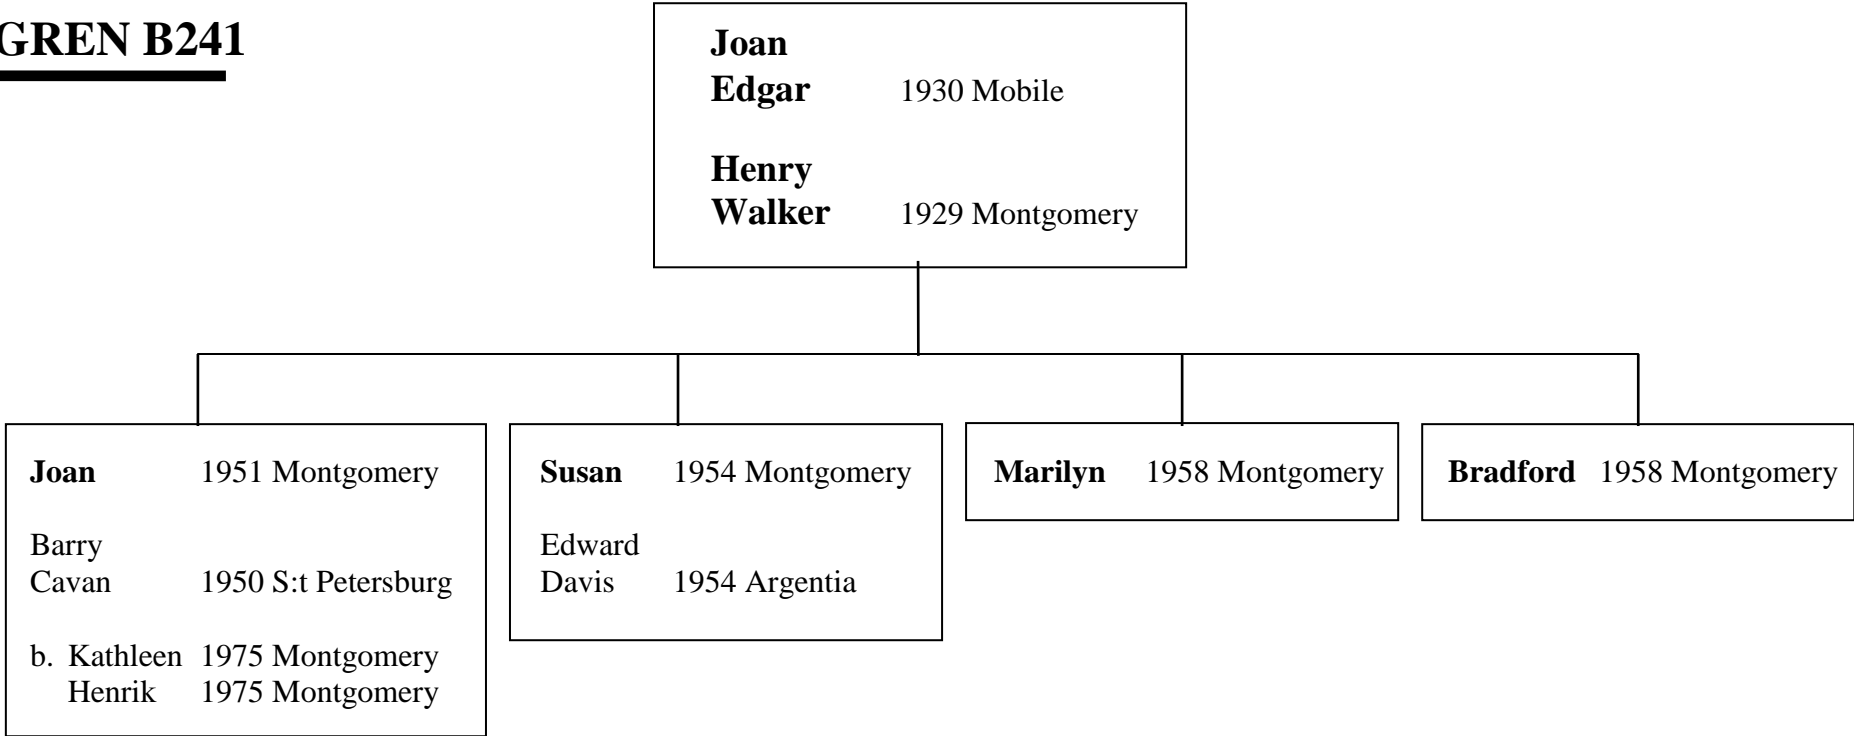 GREN B241
Joan
Edgar 1930 Mobile
Henry
Walker 1929 Montgomery
Joan 1951 Montgomery
Barry
Cavan 1950 S:t Petersburg
b. Kathleen 1975 Montgomery
Henrik 1975 Montgomery
Susan 1954 Montgomery
Edward
Davis 1954 Argentia
Marilyn 1958 Montgomery
Bradford 1958 Montgomery